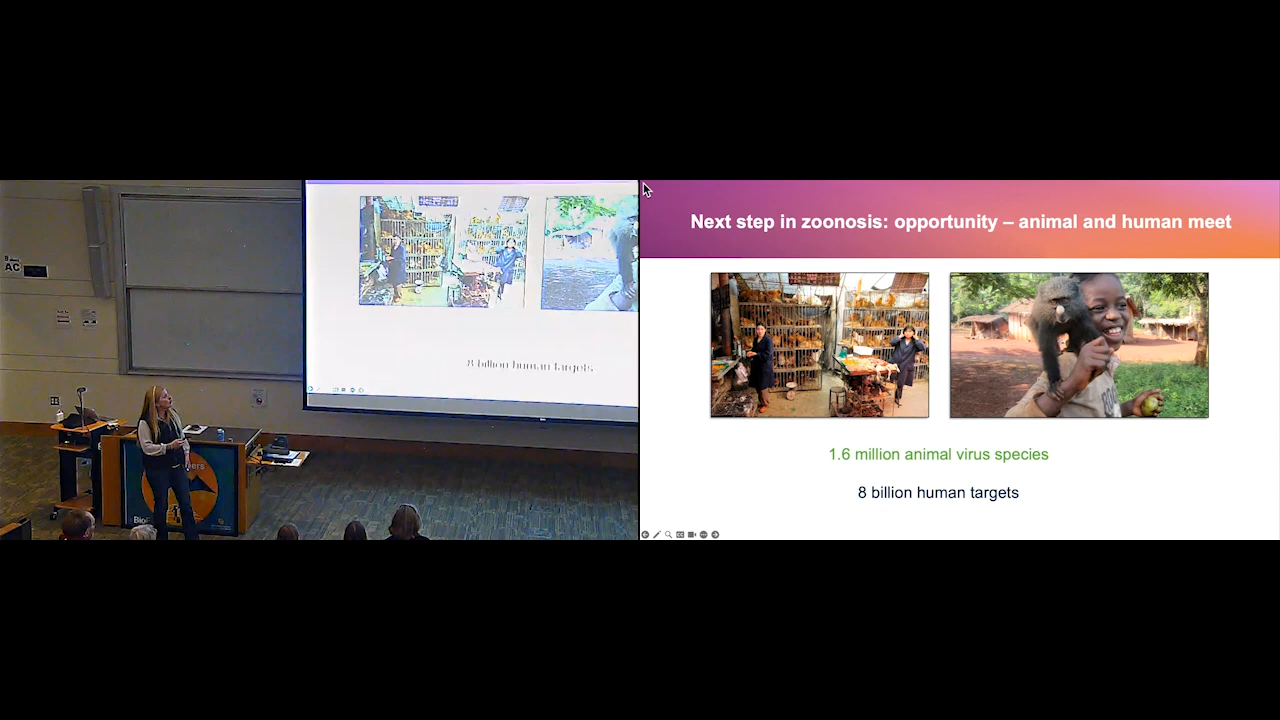 AC
8 billion human targets
Bio
Next step in zoonosis: opportunity – animal and human meet
1.6 million animal virus species
8 billion human targets